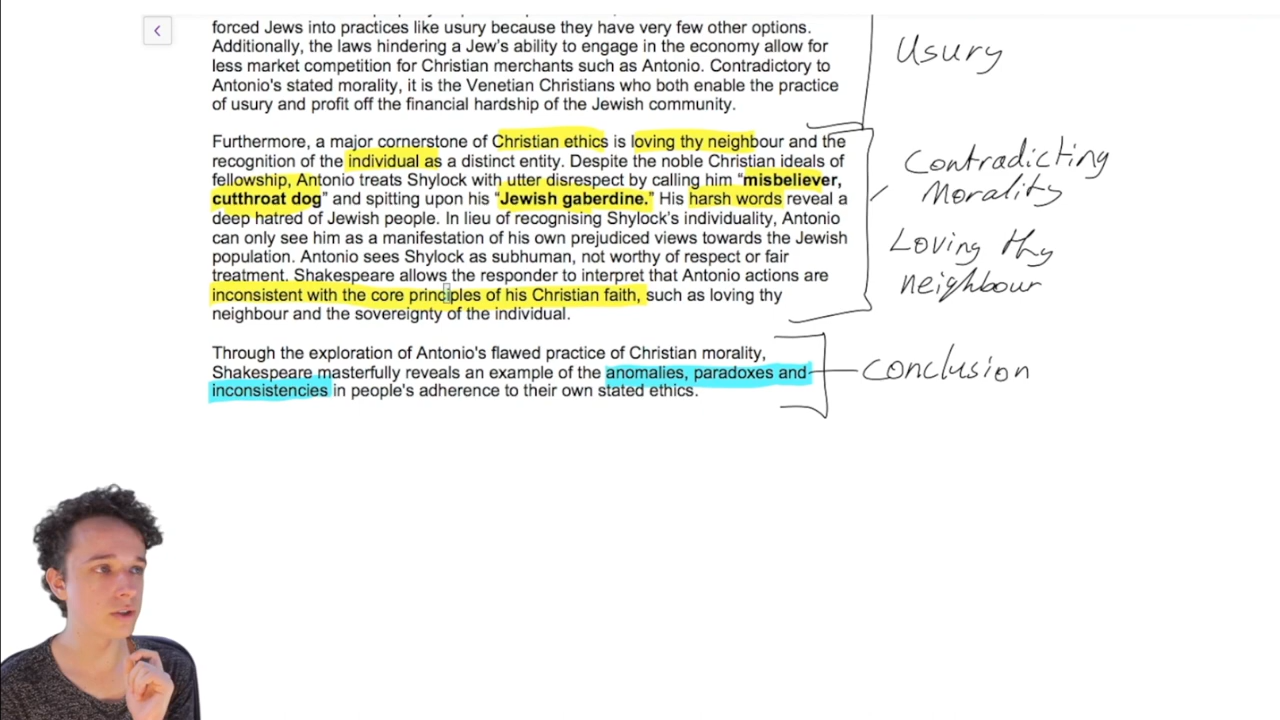 forced Jews into practices like usury because they have very few other options.
Additionally, the laws hindering a Jew's ability to engage in the economy allow for
less market competition for Christian merchants such as Antonio. Contradictory to
Antonio's stated morality, it is the Venetian Christians who both enable the practice
of usury and profit off the financial hardship of the Jewish community.
Usury
Furthermore, a major cornerstone of Christian ethics is loving thy neighbour and the
recognition of the individual as a distinct entity. Despite the noble Christian ideals of
fellowship, Antonio treats Shylock with utter disrespect by calling him "misbeliever,
cutthroat dog" and spitting upon his "Jewish gaberdine." His harsh words reveal a
deep hatred of Jewish people. In lieu of recognising Shylock's individuality, Antonio
can only see him as a manifestation of his own prejudiced views towards the Jewish
population. Antonio sees Shylock as subhuman, not worthy of respect or fair
treatment. Shakespeare allows the responder to interpret that Antonio actions are
inconsistent with the core principles of his Christian faith, such as loving thy
neighbour and the sovereignty of the individual.
Contradicting
Morality
Loving thy
neighbour
Through the exploration of Antonio's flawed practice of Christian morality,
Shakespeare masterfully reveals an example of the anomalies, paradoxes and
inconsistencies in people's adherence to their own stated ethics.
Conclusion